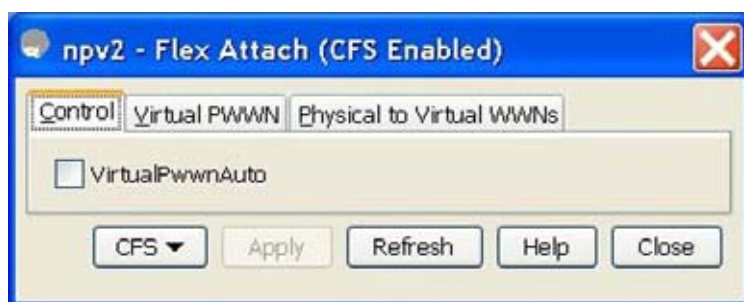 npv2 - Flex Attach (CFS Enabled)
Control Virtual PWWN Physical to Virtual WWNs
VirtualPwwnAuto
CFS Apply Refresh Help Close